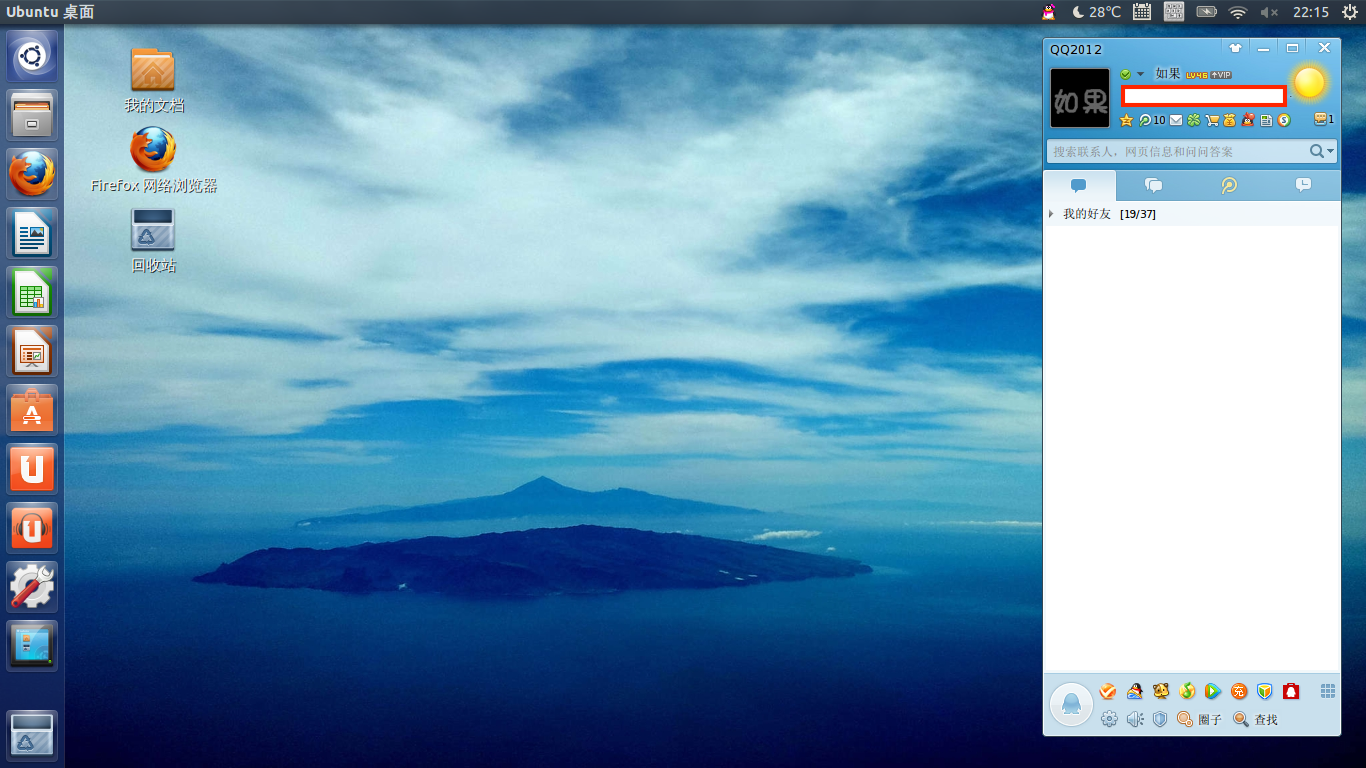 Ubuntu 桌面
28℃
22:15
我的文档
Firefox 网络浏览器
回收站
QQ2012
如果
如果 LV46 VIP
10
1
搜索联系人，网页信息和问问答案
我的好友 [19/37]
圈子 查找